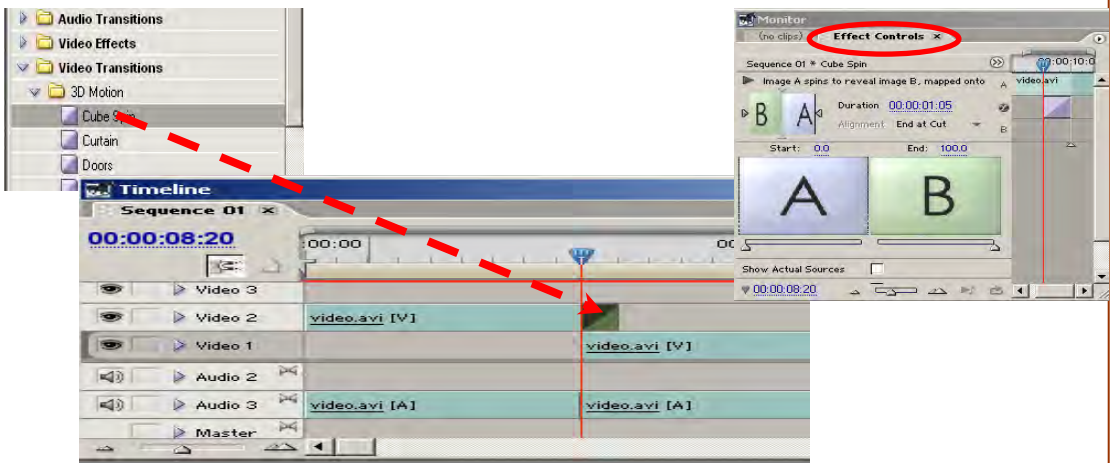 Audio Transitions
Video Effects
Video Transitions
3D Motion
Cube Spin
Curtain
Doors
Timeline
Sequence 01 ×
00:00:08:20
:00:00
00
Video 3
Video 2
video.avi [V]
Video 1
video.avi [V]
Audio 2
Audio 3
video.avi [A]
video.avi [A]
Master
Monitor
(no clips)
Effect Controls ×
Sequence 01 * Cube Spin
:00:10:0
Image A spins to reveal image B, mapped onto
A
video.avi
B A
Duration 00:00:01:05
Alignment End at Cut
B
Start: 0.0
End: 100.0
A
B
Show Actual Sources
00:00:08:20